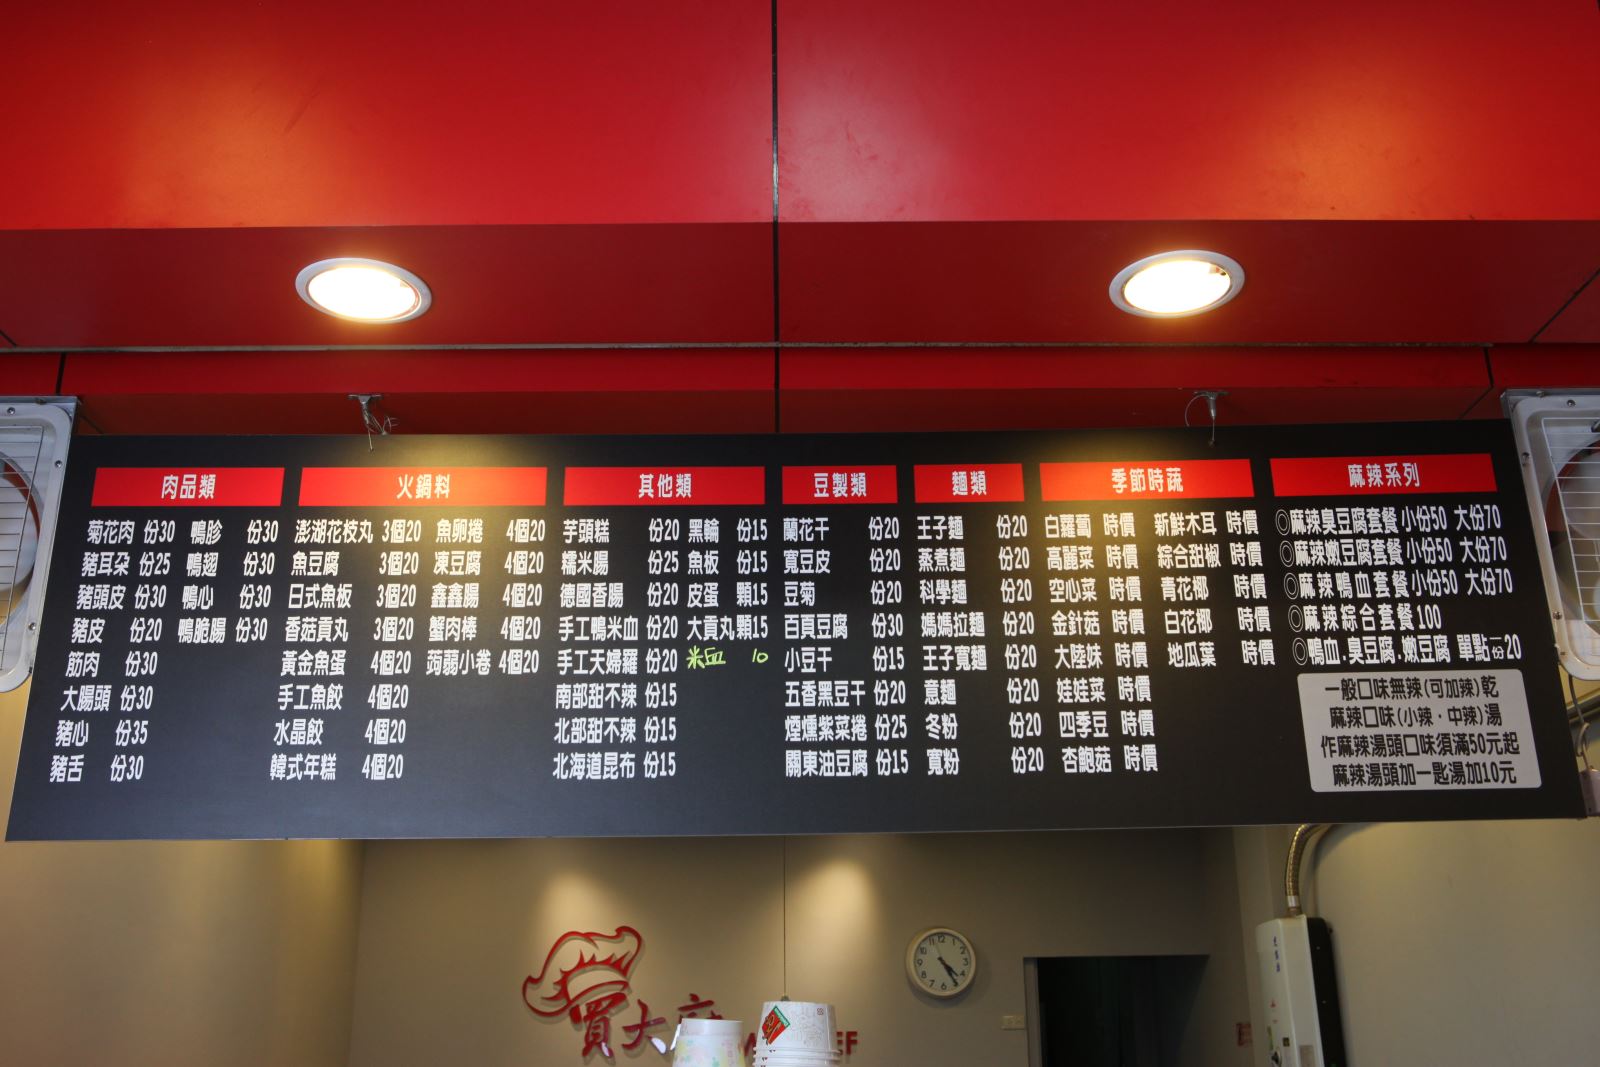 肉品類
菊花肉 份30 鴨胗 份30
豬耳朵 份25 鴨翅 份30
豬頭皮 份30 鴨心 份30
豬皮 份20 鴨脆腸 份30
筋肉 份30
大腸頭 份30
豬心 份35
豬舌 份30
火鍋料
澎湖花枝丸 3個20 魚卵捲 4個20
魚豆腐 3個20 凍豆腐 4個20
日式魚板 3個20 鑫鑫腸 4個20
香菇貢丸 3個20 蟹肉棒 4個20
黃金魚蛋 4個20 蒟蒻小卷 4個20
手工魚餃 4個20
水晶餃 4個20
韓式年糕 4個20
其他類
芋頭糕 份20 黑輪 份15
糯米腸 份25 魚板 份15
德國香腸 份20 皮蛋 顆15
手工鴨米血 份20 大貢丸 顆15
手工天婦羅 份20 米血 10
南部甜不辣 份15
北部甜不辣 份15
北海道昆布 份15
豆製類
蘭花干 份20
寬豆皮 份20
豆菊 份20
百頁豆腐 份30
小豆干 份15
五香黑豆干 份20
煙燻紫菜捲 份25
關東油豆腐 份15
麵類
王子麵 份20
蒸煮麵 份20
科學麵 份20
媽媽拉麵 份20
王子寬麵 份20
意麵 份20
冬粉 份20
寬粉 份20
季節時蔬
白蘿蔔 時價 新鮮木耳 時價
高麗菜 時價 綜合甜椒 時價
空心菜 時價 青花椰 時價
金針菇 時價 白花椰 時價
大陸妹 時價 地瓜葉 時價
娃娃菜 時價
四季豆 時價
杏鮑菇 時價
麻辣系列
◎麻辣臭豆腐套餐 小份50 大份70
◎麻辣嫩豆腐套餐 小份50 大份70
◎麻辣鴨血套餐 小份50 大份70
◎麻辣綜合套餐 100
◎鴨血.臭豆腐.嫩豆腐 單點一份20
一般口味無辣(可加辣)乾
麻辣口味(小辣·中辣)湯
作麻辣湯頭口味須滿50元起
麻辣湯頭加一匙湯加10元
買大